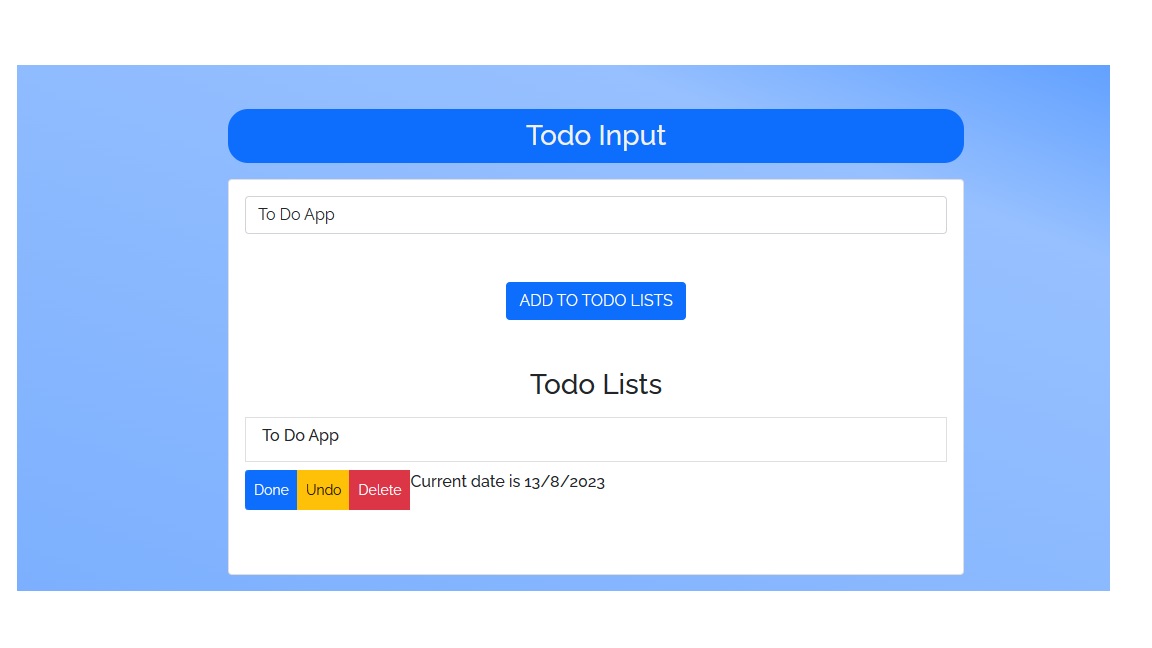 Todo Input
To Do App
ADD TO TODO LISTS
Todo Lists
To Do App
Done Undo Delete Current date is 13/8/2023